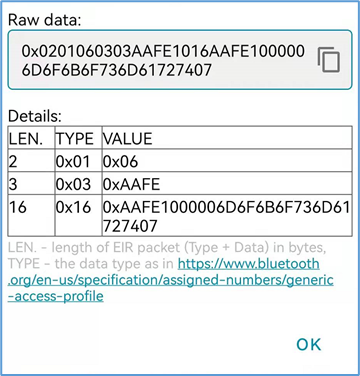 Raw data:
0x0201060303AAFE1016AAFE100000
6D6F6B6F736D61727407
Details:
LEN. TYPE VALUE
2 0x01 0x06
3 0x03 0xAAFE
16 0x16 0xAAFE1000006D6F6B6F736D61
727407
LEN. - length of EIR packet (Type + Data) in bytes,
TYPE - the data type as in https://www.bluetooth
.org/en-us/specification/assigned-numbers/generic
-access-profile
OK